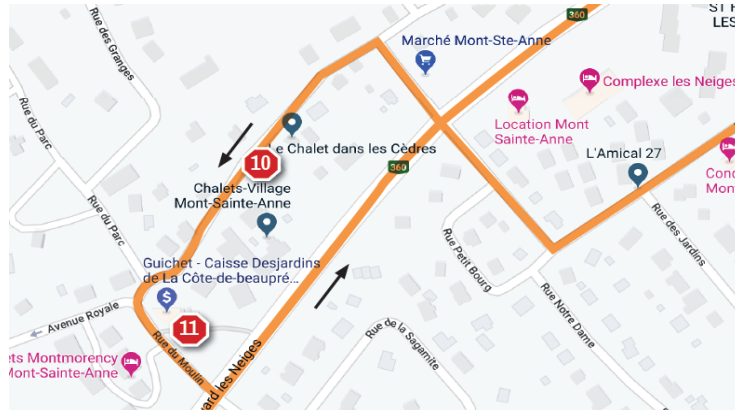 ST
LES
360
Rue des Granges
Marché Mont-Ste-Anne
Complexe les Neiges
Rue du Parc
Location Mont
Sainte-Anne
Le Chalet dans les Cèdres
10
360
L'Amical 27
Chalets-Village
Mont-Sainte-Anne
Cond
Mont
Rue du Parc
Rue des Jardins
Rue Petit Bourg
Guichet - Caisse Desjardins
de La Côte-de-beaupré...
$
Rue Notre Dame
Avenue Royale
11
Rue de la Sagamite
Rue du Moulin
ets Montmorency
Mont-Sainte-Anne
ard les Neiges